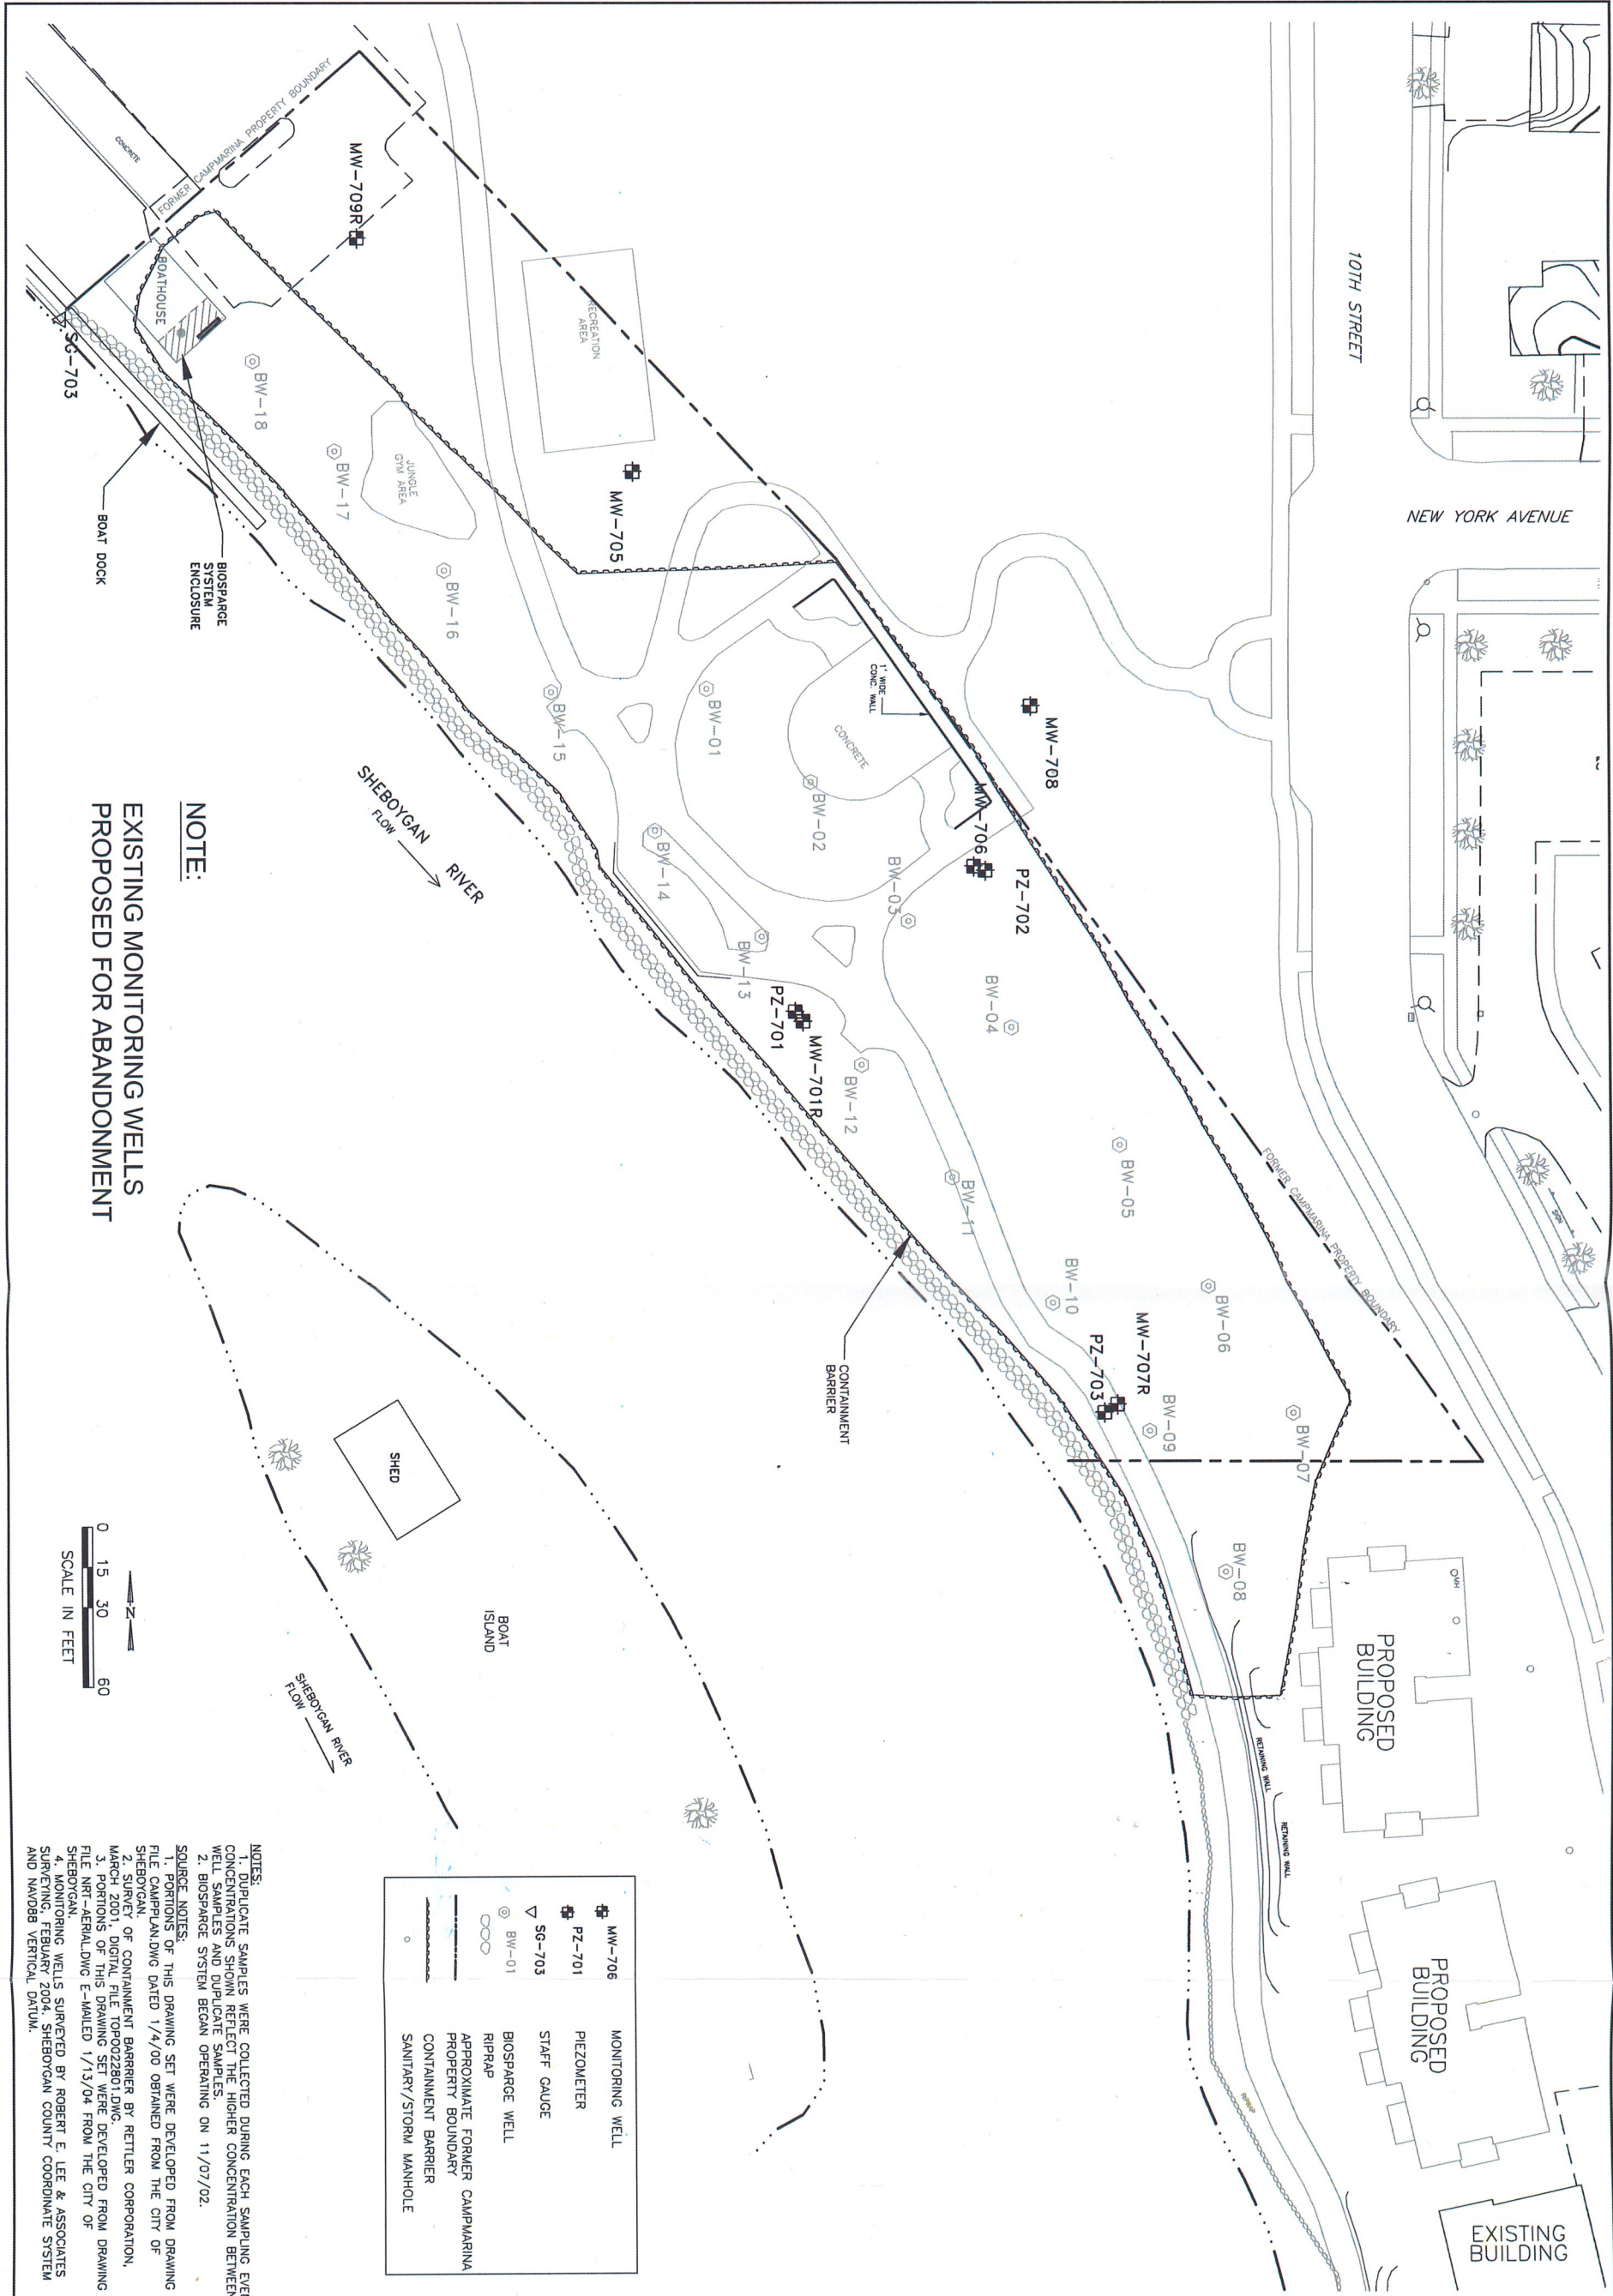 10TH STREET
NEW YORK AVENUE
FORMER CAMPMARINA PROPERTY BOUNDARY
CONCRETE
MW-709R
BOATHOUSE
SG-703
BOAT DOCK
BIOSPARGE
SYSTEM
ENCLOSURE
RECREATION
AREA
JUNGLE
GYM AREA
MW-705
BW-18
BW-17
BW-16
BW-15
BW-14
BW-13
BW-12
BW-11
BW-10
BW-09
BW-08
BW-07
BW-06
BW-05
BW-04
BW-03
BW-02
BW-01
1' WIDE
CONC. WALL
CONCRETE
MW-708
MW-706
PZ-702
PZ-701
MW-701R
MW-707R
PZ-703
FORMER CAMPMARINA PROPERTY BOUNDARY
SIGN
CONTAINMENT
BARRIER
SHEBOYGAN RIVER
FLOW
NOTE:
EXISTING MONITORING WELLS
PROPOSED FOR ABANDONMENT
SHED
BOAT
ISLAND
SHEBOYGAN RIVER
FLOW
N
0 15 30 60
SCALE IN FEET
MH
PROPOSED
BUILDING
PROPOSED
BUILDING
EXISTING
BUILDING
RETAINING WALL
RETAINING WALL
RIPRAP
MW-706 MONITORING WELL
PZ-701 PIEZOMETER
SG-703 STAFF GAUGE
BW-01 BIOSPARGE WELL
RIPRAP
APPROXIMATE FORMER CAMPMARINA
PROPERTY BOUNDARY
CONTAINMENT BARRIER
SANITARY/STORM MANHOLE
NOTES:
1. DUPLICATE SAMPLES WERE COLLECTED DURING EACH SAMPLING EVE
CONCENTRATIONS SHOWN REFLECT THE HIGHER CONCENTRATION BETWEEN
WELL SAMPLES AND DUPLICATE SAMPLES.
2. BIOSPARGE SYSTEM BEGAN OPERATING ON 11/07/02.
SOURCE NOTES:
1. PORTIONS OF THIS DRAWING SET WERE DEVELOPED FROM DRAWING
FILE CAMPPLAN.DWG DATED 1/4/00 OBTAINED FROM THE CITY OF
SHEBOYGAN.
2. SURVEY OF CONTAINMENT BARRRIER BY RETTLER CORPORATION,
MARCH 2001, DIGITAL FILE TOPO022801.DWG.
3. PORTIONS OF THIS DRAWING SET WERE DEVELOPED FROM DRAWING
FILE NRT-AERIAL.DWG E-MAILED 1/13/04 FROM THE CITY OF
SHEBOYGAN.
4. MONITORING WELLS SURVEYED BY ROBERT E. LEE & ASSOCIATES
SURVEYING, FEBUARY 2004. SHEBOYGAN COUNTY COORDINATE SYSTEM
AND NAVD88 VERTICAL DATUM.